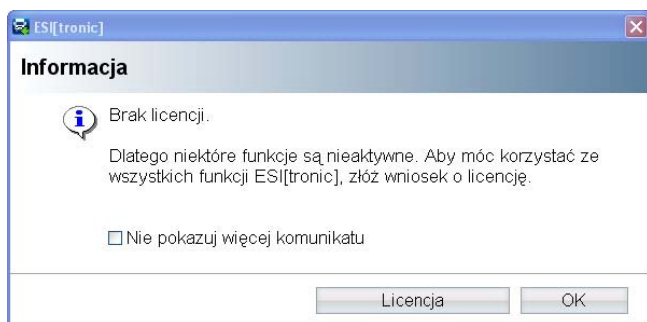 ESI[tronic]
Informacja
Brak licencji.
Dlatego niektóre funkcje są nieaktywne. Aby móc korzystać ze
wszystkich funkcji ESI[tronic], złóż wniosek o licencję.
Nie pokazuj więcej komunikatu
Licencja
OK